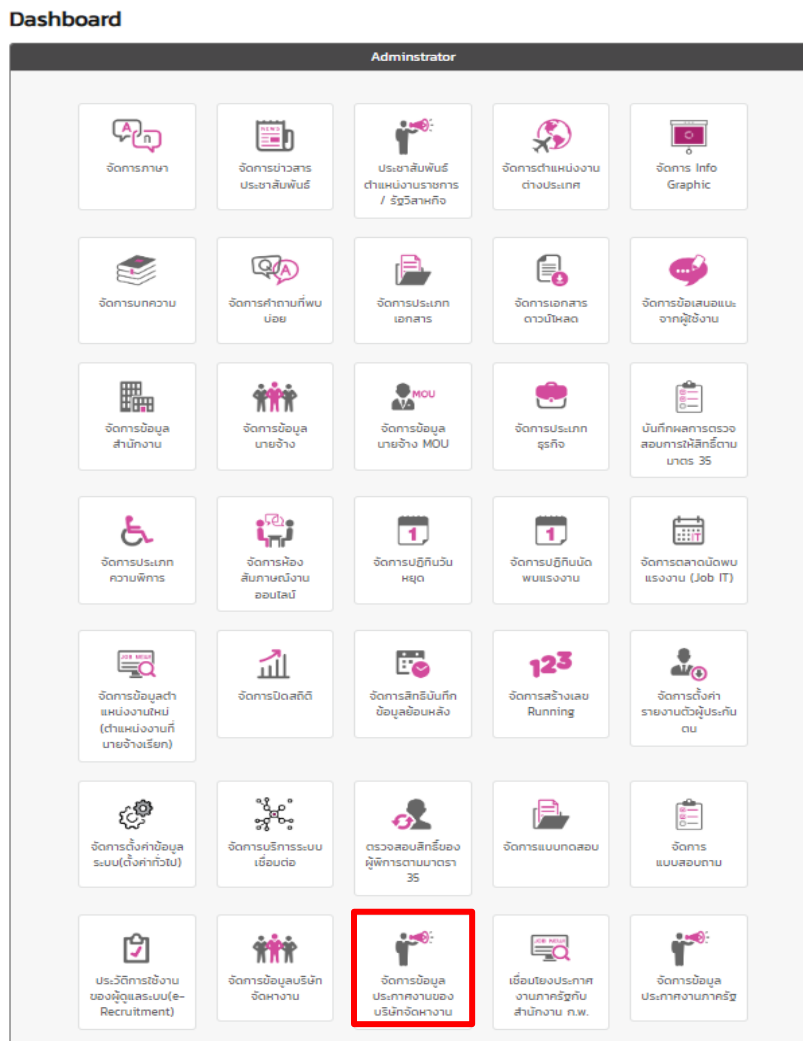 Dashboard
Adminstrator
A ก
จัดการภาษา
NEWS
จัดการข่าวสาร
ประชาสัมพันธ์
ประชาสัมพันธ์
ตำแหน่งงานราชการ
/ รัฐวิสาหกิจ
จัดการตำแหน่งงาน
ต่างประเทศ
จัดการ Info
Graphic
จัดการบทความ
Q A
จัดการคำถามที่พบ
บ่อย
จัดการประเภท
เอกสาร
จัดการเอกสาร
ดาวน์โหลด
จัดการข้อเสนอแนะ
จากผู้ใช้งาน
จัดการข้อมูล
สำนักงาน
จัดการข้อมูล
นายจ้าง
MOU
จัดการข้อมูล
นายจ้าง MOU
จัดการประเภท
ธุรกิจ
บันทึกผลการตรวจ
สอบการให้สิทธิ์ตาม
มาตร 35
จัดการประเภท
ความพิการ
จัดการห้อง
สัมภาษณ์งาน
ออนไลน์
1
จัดการปฏิทินวัน
หยุด
1
จัดการปฏิทินนัด
พบแรงงาน
IT
จัดการตลาดนัดพบ
แรงงาน (Job IT)
JOB NEWS
จัดการข้อมูลตำ
แหน่งงานใหม่
(ตำแหน่งงานที่
นายจ้างเรียก)
จัดการปิดสถิติ
จัดการสิทธิบันทึก
ข้อมูลย้อนหลัง
123
จัดการสร้างเลข
Running
จัดการตั้งค่า
รายงานตัวผู้ประกัน
ตน
จัดการตั้งค่าข้อมูล
ระบบ(ตั้งค่าทั่วไป)
จัดการบริการระบบ
เชื่อมต่อ
ตรวจสอบสิทธิ์ของ
ผู้พิการตามมาตรา
35
จัดการแบบทดสอบ
จัดการ
แบบสอบถาม
ประวัติการใช้งาน
ของผู้ดูแลระบบ(e-
Recruitment)
จัดการข้อมูลบริษัท
จัดหางาน
จัดการข้อมูล
ประกาศงานของ
บริษัทจัดหางาน
JOB NEWS
เชื่อมโยงประกาศ
งานภาครัฐกับ
สำนักงาน ก.พ.
จัดการข้อมูล
ประกาศงานภาครัฐ